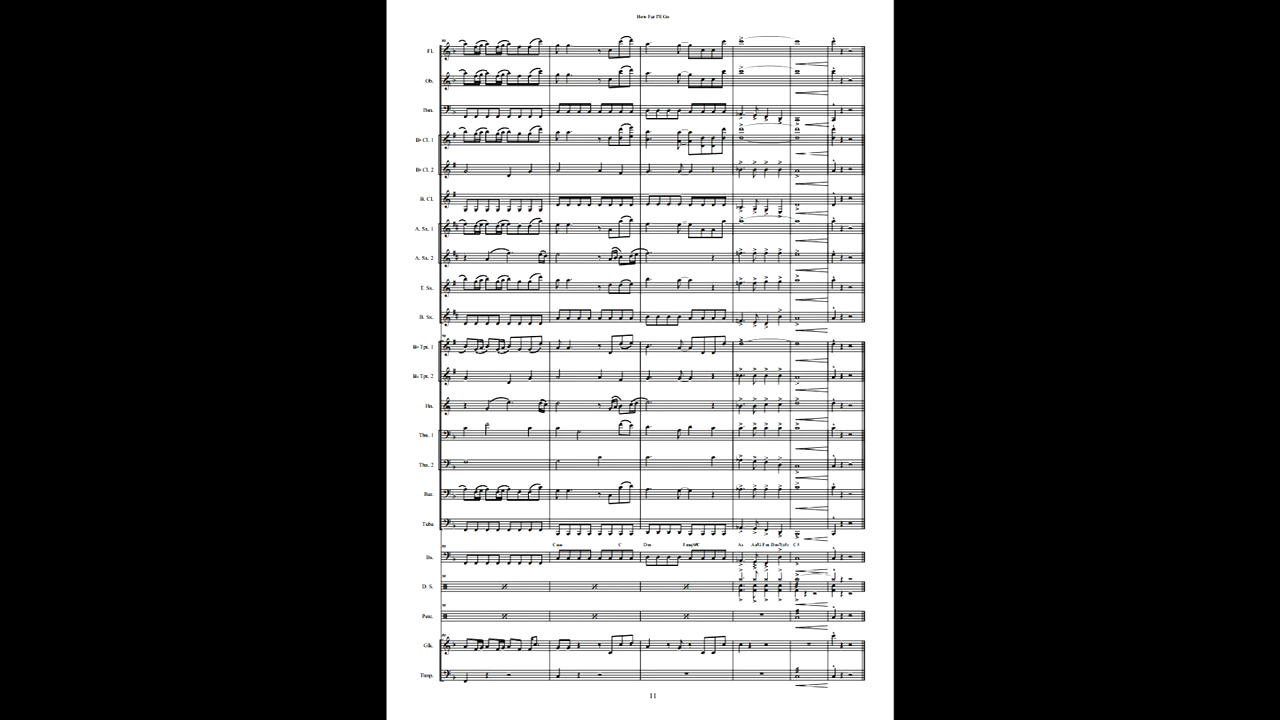 How Far I'll Go
Fl.
Ob.
Bsn.
B♭ Cl. 1
B♭ Cl. 2
B. Cl.
A. Sx. 1
A. Sx. 2
T. Sx.
B. Sx.
B♭ Tpt. 1
B♭ Tpt. 2
Hn.
Tbn. 1
Tbn. 2
Bar.
Tuba
C
Dm
Bs.
D. S.
Perc.
Glk.
Timp.
11